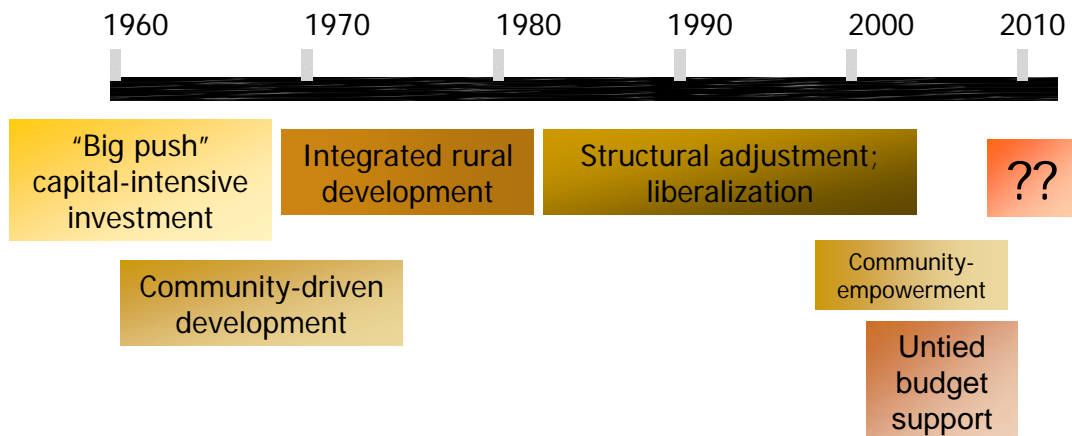 1960 1970 1980 1990 2000 2010
“Big push”
capital-intensive
investment
Integrated rural
development
Structural adjustment;
liberalization
??
Community-driven
development
Community-
empowerment
Untied
budget
support